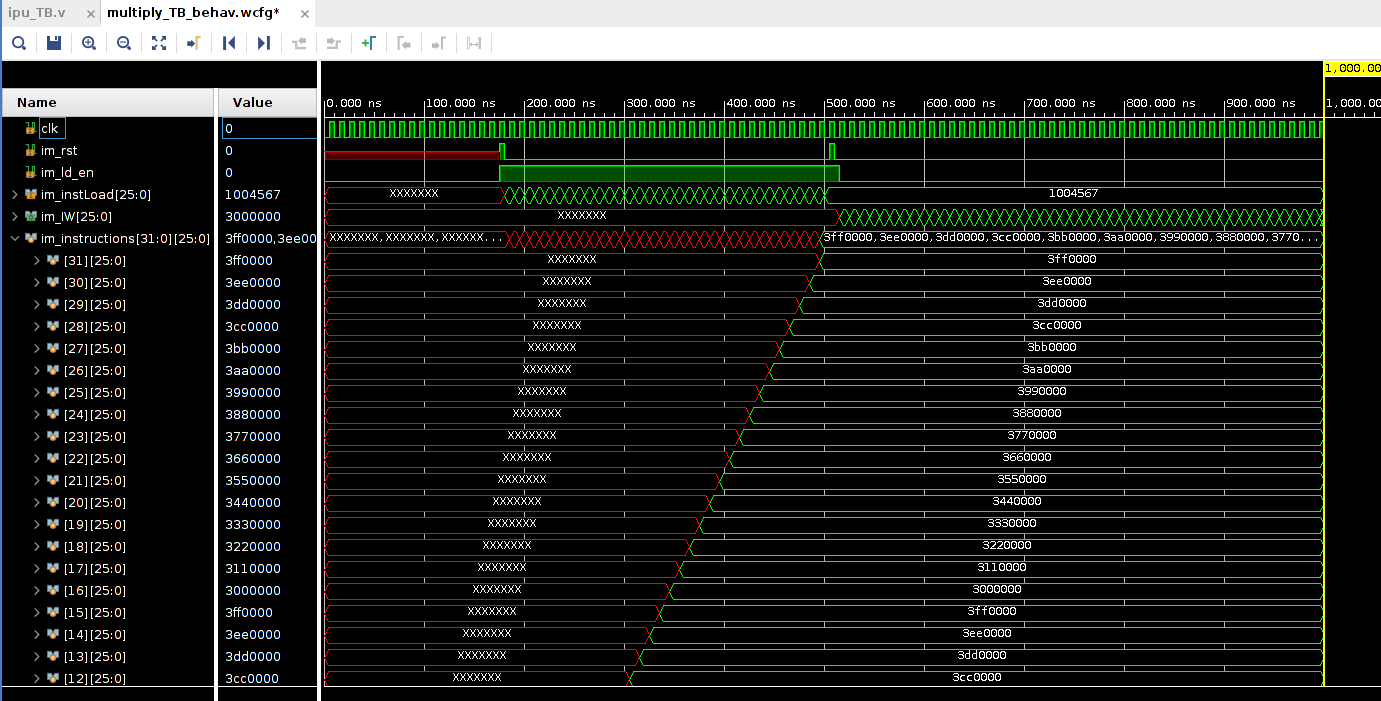 ipu_TB.v × multiply_TB_behav.wcfg* ×
1,000.00
Name Value
0.000 ns 100.000 ns 200.000 ns 300.000 ns 400.000 ns 500.000 ns 600.000 ns 700.000 ns 800.000 ns 900.000 ns 1,000.00
clk 0
im_rst 0
im_ld_en 0
im_instLoad[25:0] 1004567 XXXXXXX 1004567
im_IW[25:0] 3000000 XXXXXXX
im_instructions[31:0][25:0] 3ff0000,3ee00 XXXXXXX,XXXXXXX,XXXXXX... 3ff0000,3ee0000,3dd0000,3cc0000,3bb0000,3aa0000,3990000,3880000,3770...
[31][25:0] 3ff0000 XXXXXXX 3ff0000
[30][25:0] 3ee0000 XXXXXXX 3ee0000
[29][25:0] 3dd0000 XXXXXXX 3dd0000
[28][25:0] 3cc0000 XXXXXXX 3cc0000
[27][25:0] 3bb0000 XXXXXXX 3bb0000
[26][25:0] 3aa0000 XXXXXXX 3aa0000
[25][25:0] 3990000 XXXXXXX 3990000
[24][25:0] 3880000 XXXXXXX 3880000
[23][25:0] 3770000 XXXXXXX 3770000
[22][25:0] 3660000 XXXXXXX 3660000
[21][25:0] 3550000 XXXXXXX 3550000
[20][25:0] 3440000 XXXXXXX 3440000
[19][25:0] 3330000 XXXXXXX 3330000
[18][25:0] 3220000 XXXXXXX 3220000
[17][25:0] 3110000 XXXXXXX 3110000
[16][25:0] 3000000 XXXXXXX 3000000
[15][25:0] 3ff0000 XXXXXXX 3ff0000
[14][25:0] 3ee0000 XXXXXXX 3ee0000
[13][25:0] 3dd0000 XXXXXXX 3dd0000
[12][25:0] 3cc0000 XXXXXXX 3cc0000